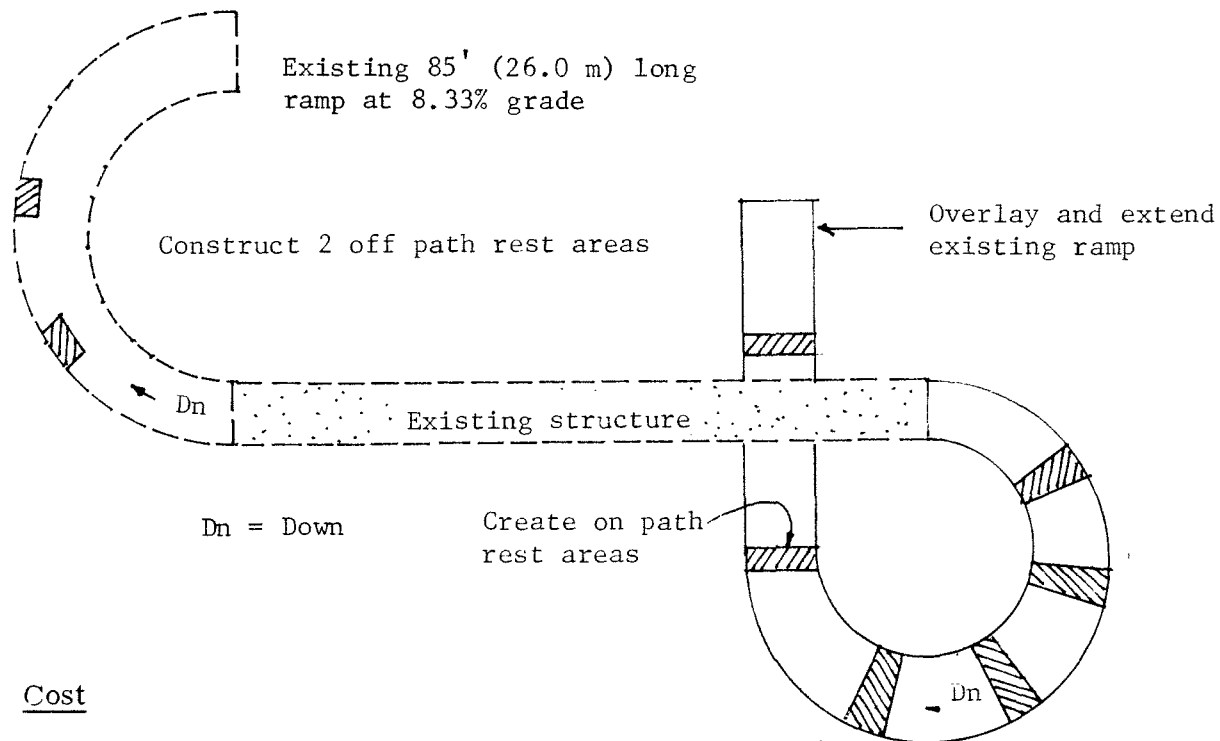 Existing 85' (26.0 m) long
ramp at 8.33% grade
Overlay and extend
existing ramp
Construct 2 off path rest areas
Dn
Existing structure
Dn = Down
Create on path
rest areas
Dn
Cost